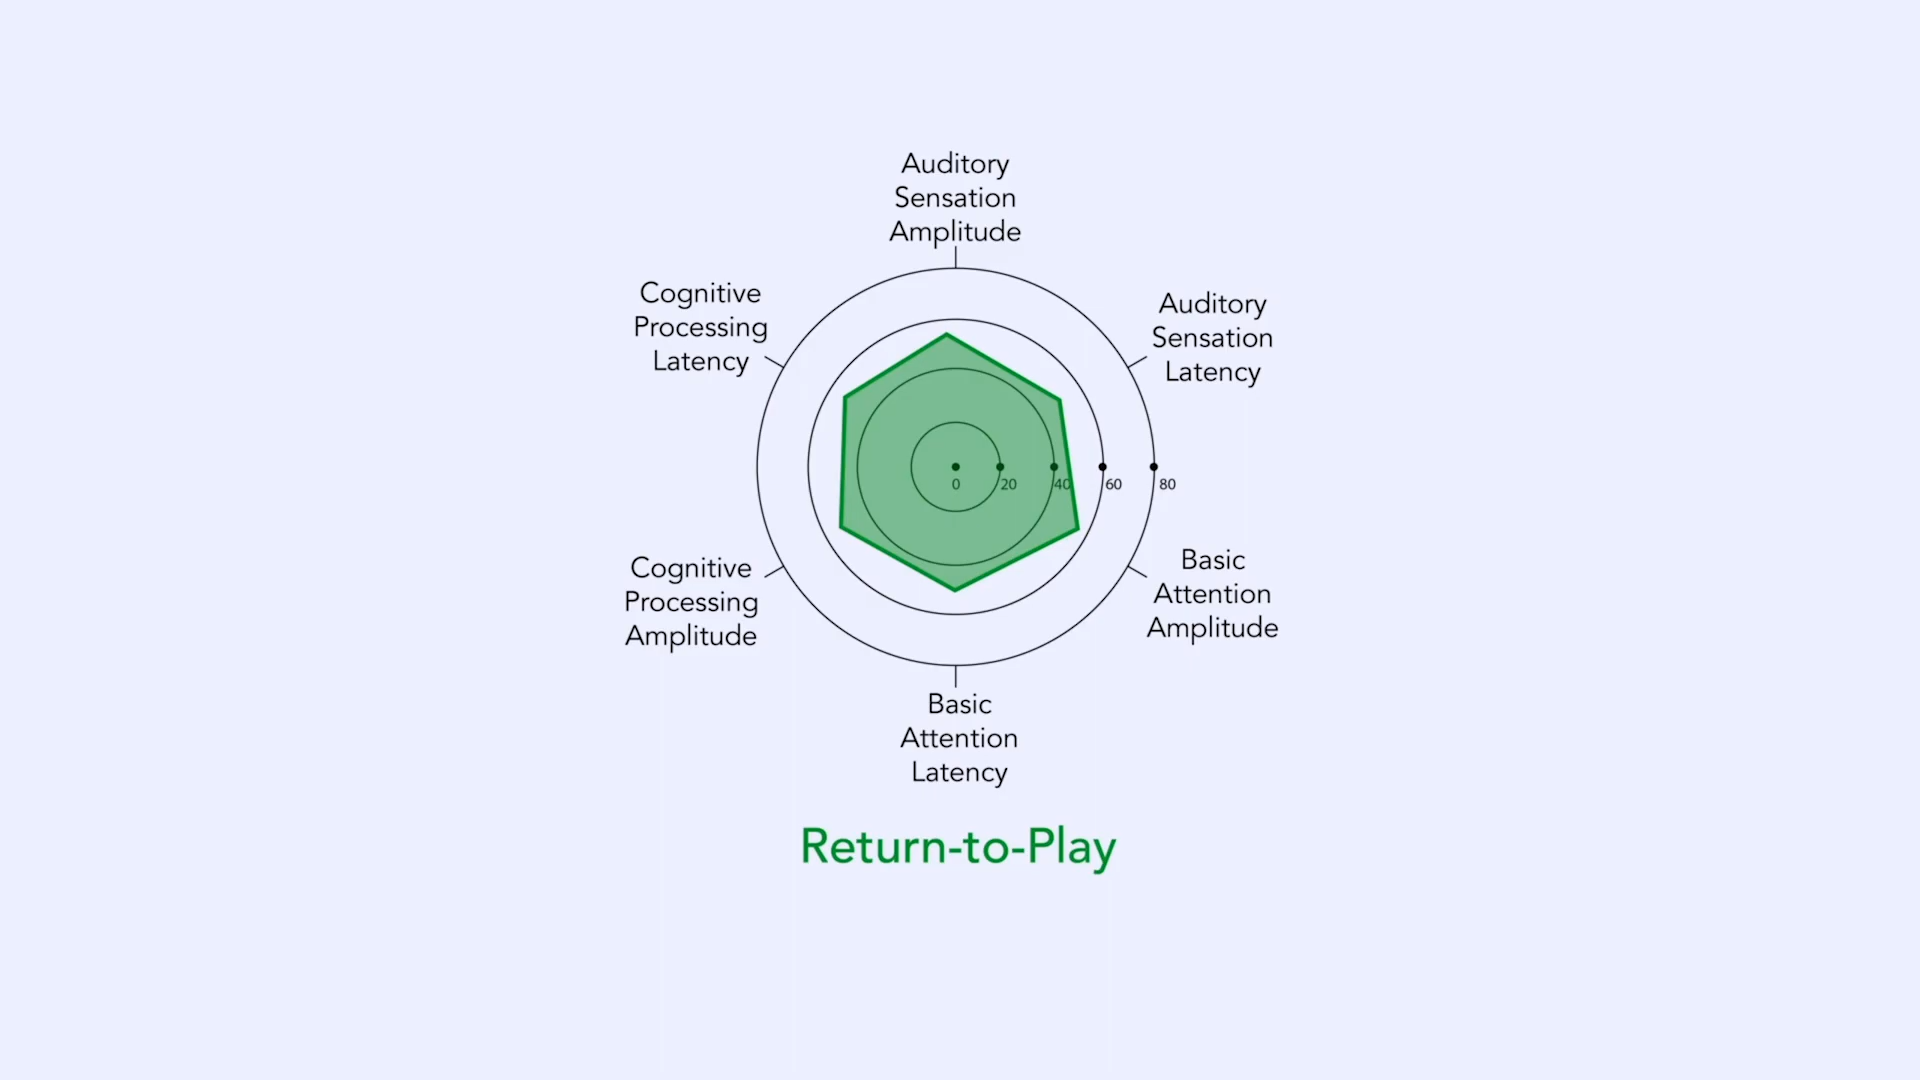 Auditory
Sensation
Amplitude
Cognitive
Processing
Latency
Auditory
Sensation
Latency
0 20 40 60 80
Cognitive
Processing
Amplitude
Basic
Attention
Amplitude
Basic
Attention
Latency
Return-to-Play